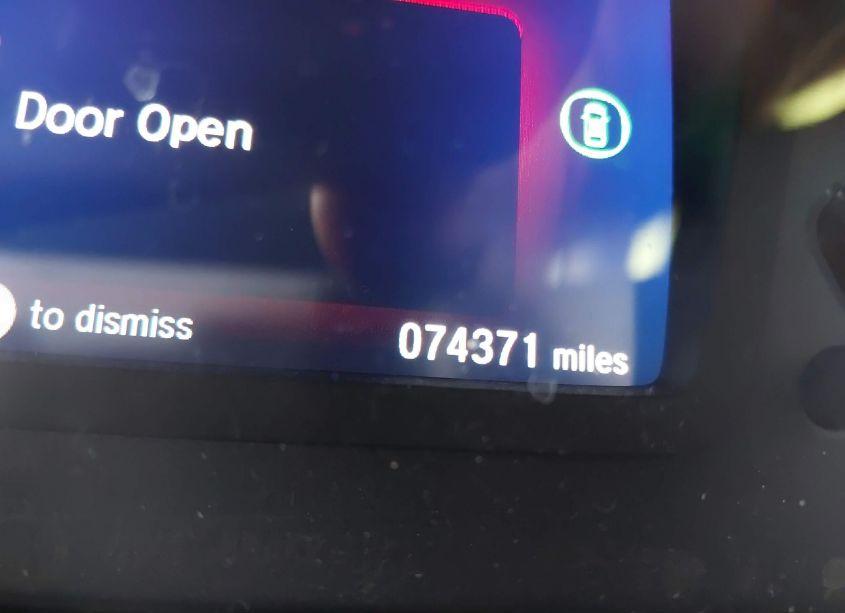 Door Open
to dismiss
074371 miles